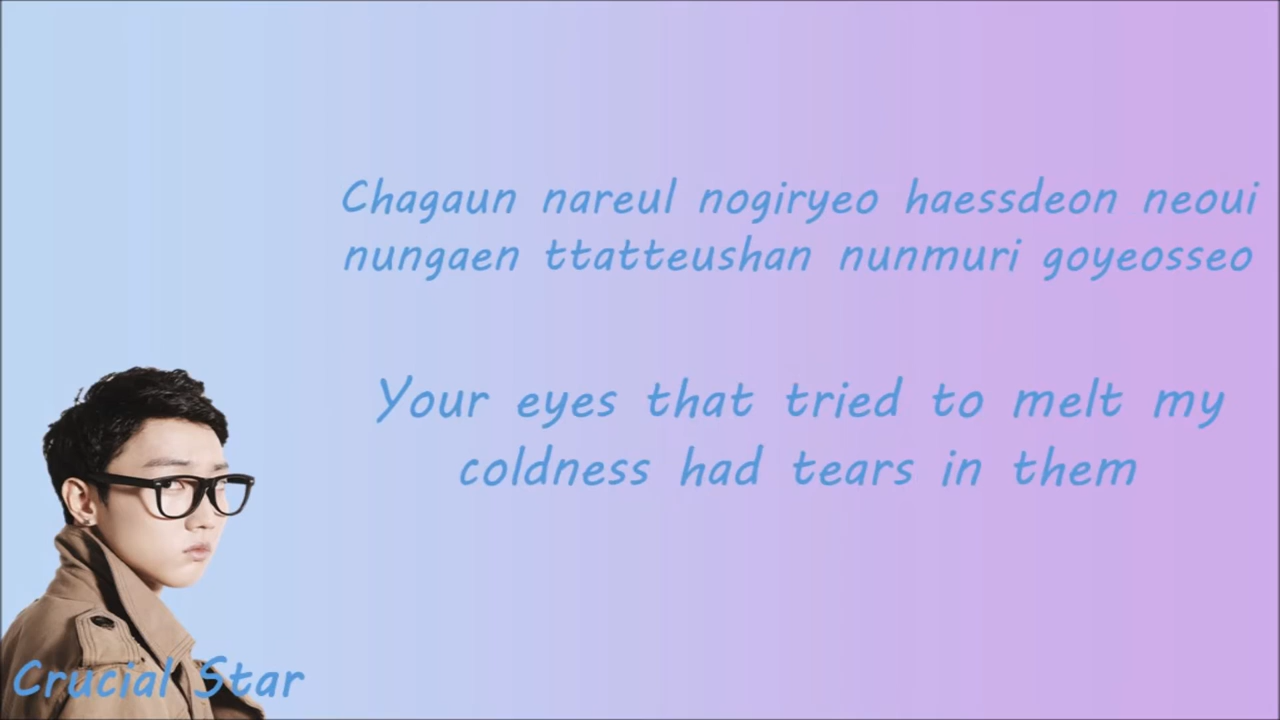 Chagaun nareul nogiryeo haessdeon neoui
nungaen ttatteushan nunmuri goyeosseo
Your eyes that tried to melt my
coldness had tears in them
Crucial Star